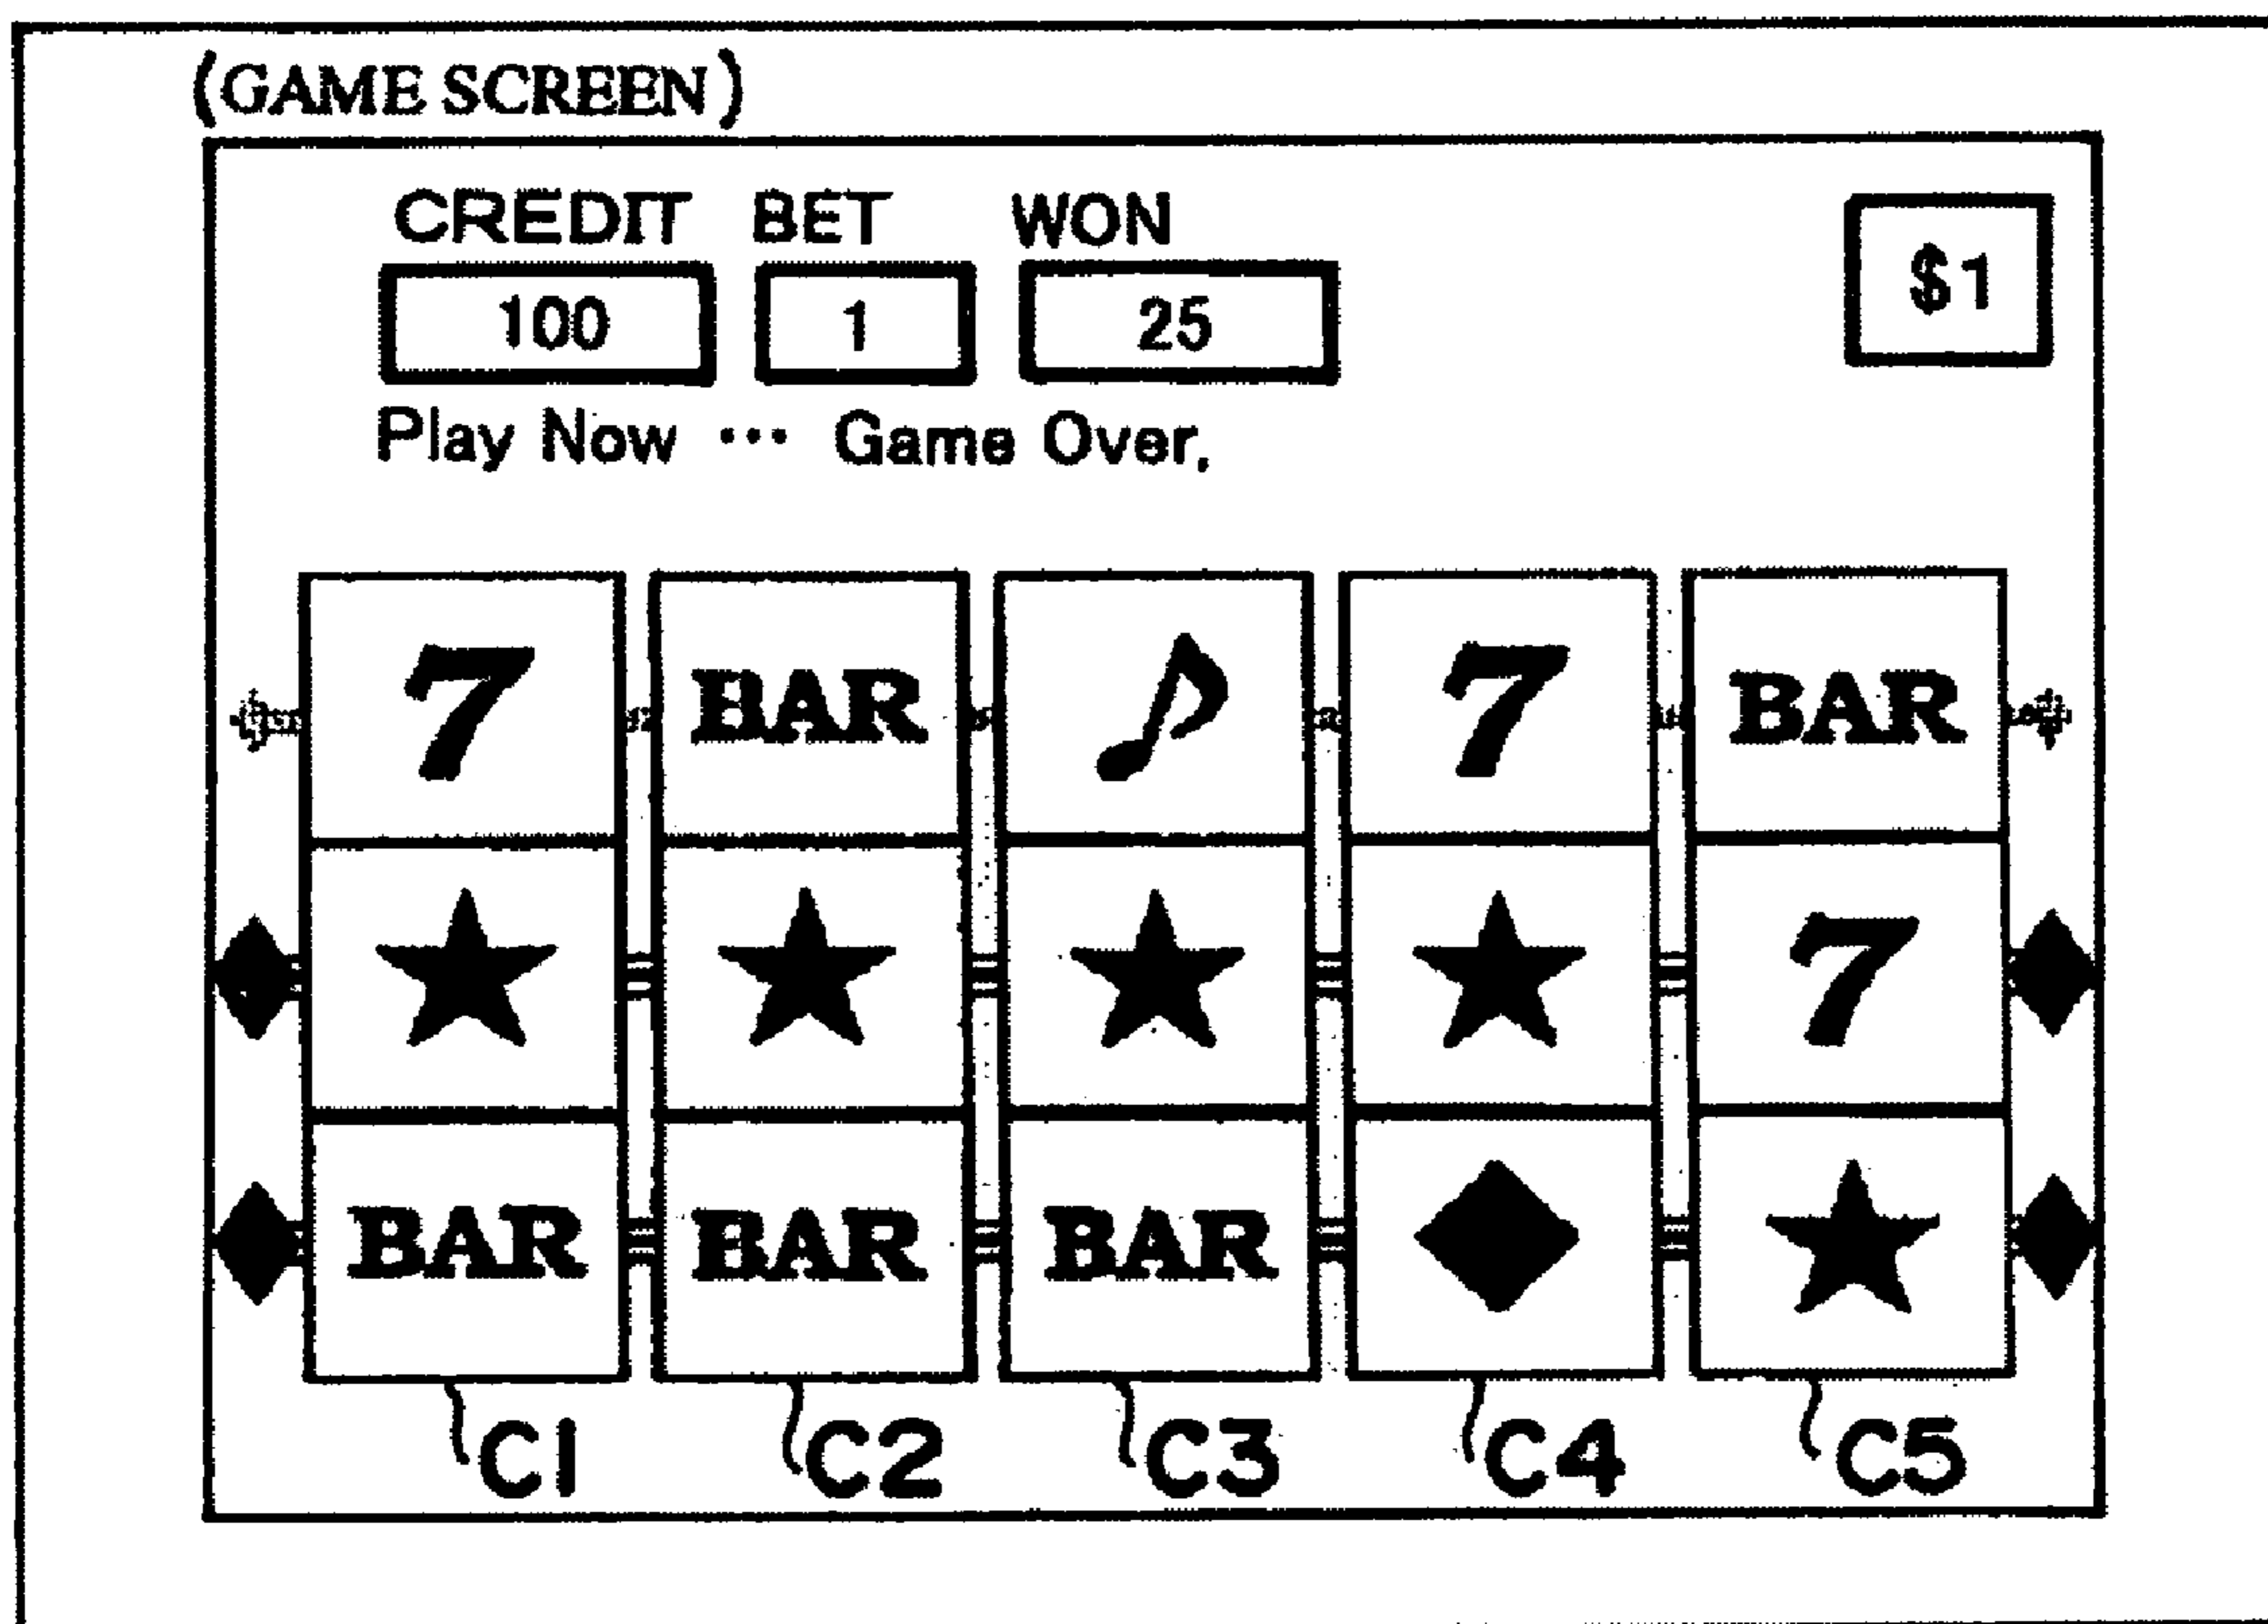 (GAME SCREEN)
CREDIT BET WON
100 1 25 $1
Play Now ... Game Over,
7 BAR 7 BAR
7
BAR BAR BAR
C1 C2 C3 C4 C5